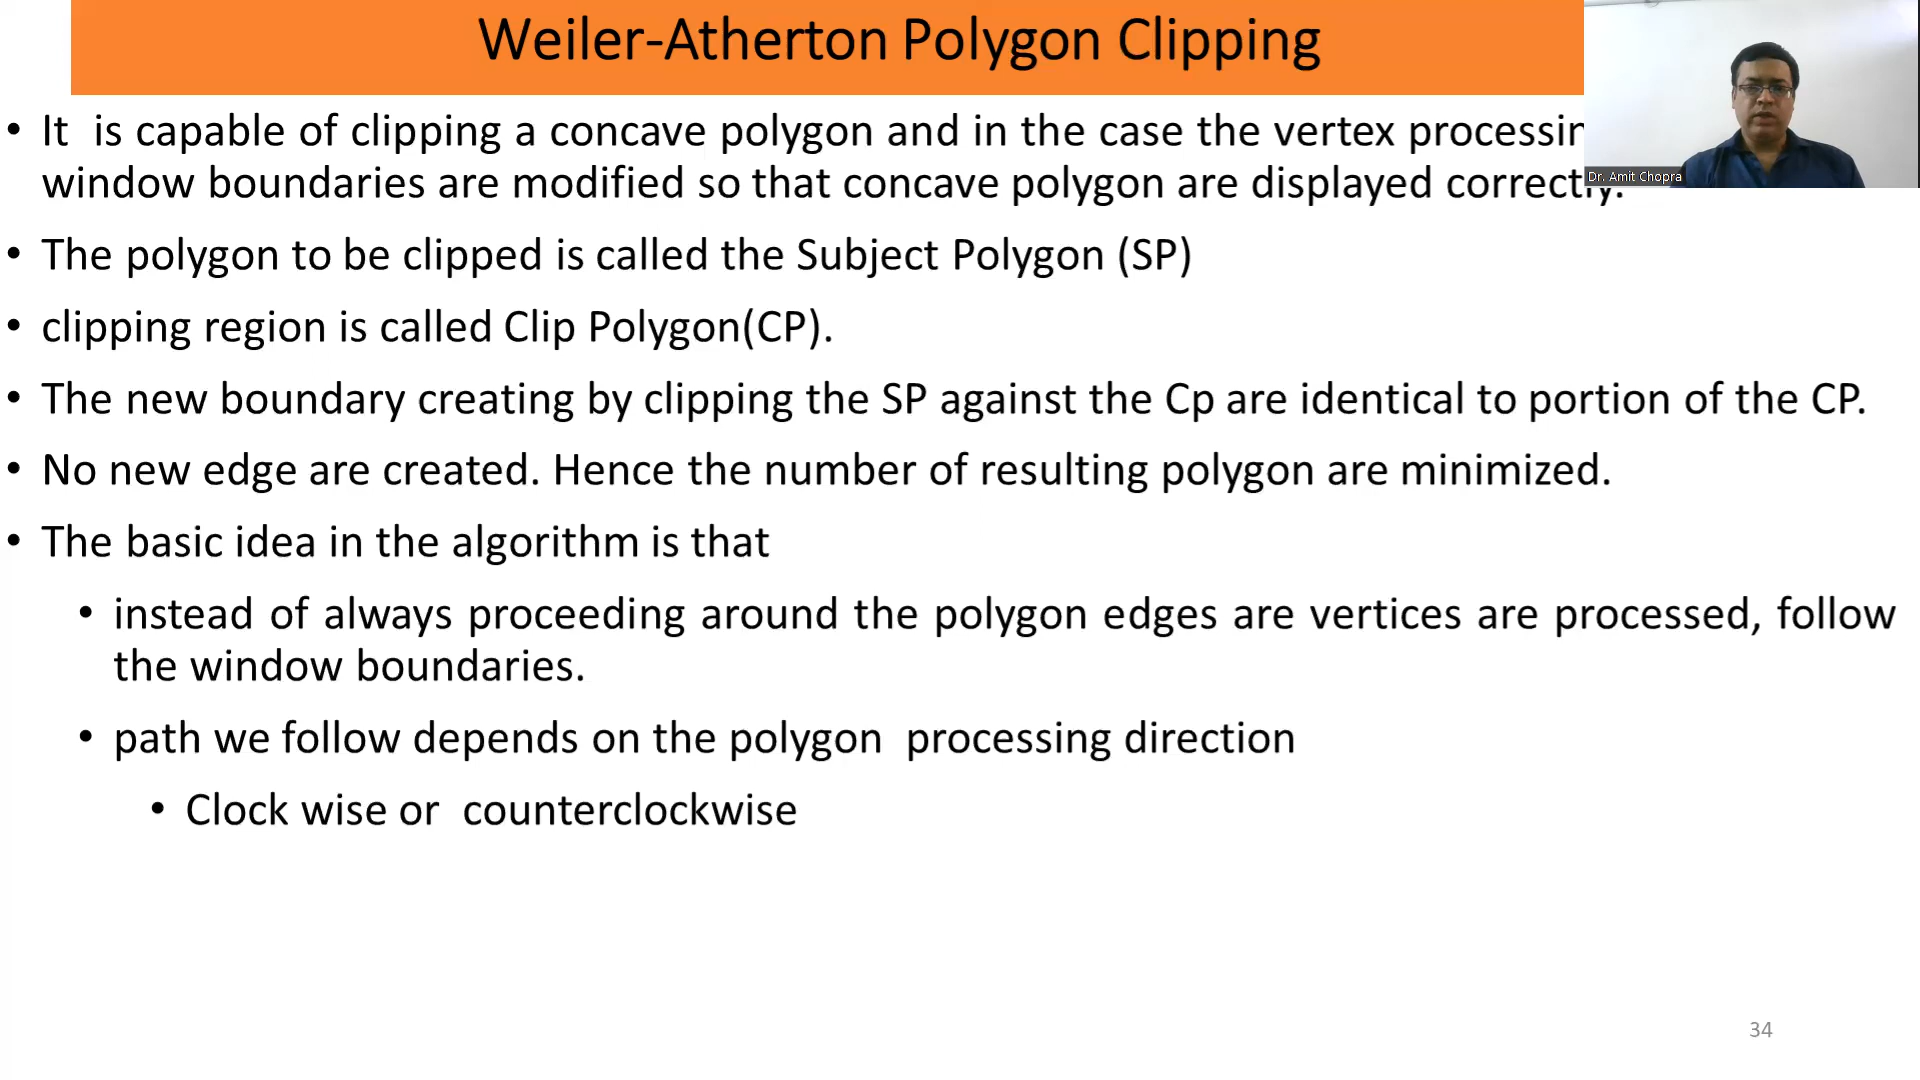 Weiler-Atherton Polygon Clipping
• It is capable of clipping a concave polygon and in the case the vertex
window boundaries are modified so that concave polygon are displayed correctly.
Dr. Amit Chopra
• The polygon to be clipped is called the Subject Polygon (SP)
• clipping region is called Clip Polygon(CP).
• The new boundary creating by clipping the SP against the Cp are identical to portion of the CP.
• No new edge are created. Hence the number of resulting polygon are minimized.
• The basic idea in the algorithm is that
• instead of always proceeding around the polygon edges are vertices are processed, follow
the window boundaries.
• path we follow depends on the polygon processing direction
• Clock wise or counterclockwise
34